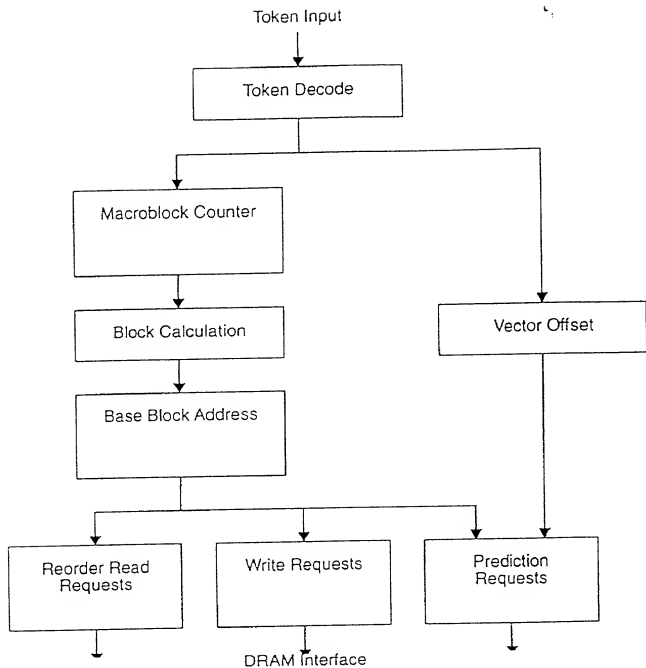 Token Input
Token Decode
Macroblock Counter
Block Calculation
Vector Offset
Base Block Address
Reorder Read
Requests
Write Requests
Prediction
Requests
DRAM Interface